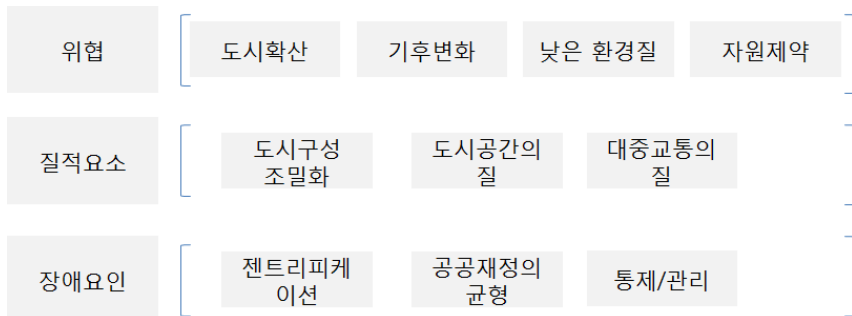 위협
도시확산
기후변화
낮은 환경질
자원제약
질적요소
도시구성
조밀화
도시공간의
질
대중교통의
질
장애요인
젠트리피케
이션
공공재정의
균형
통제/관리